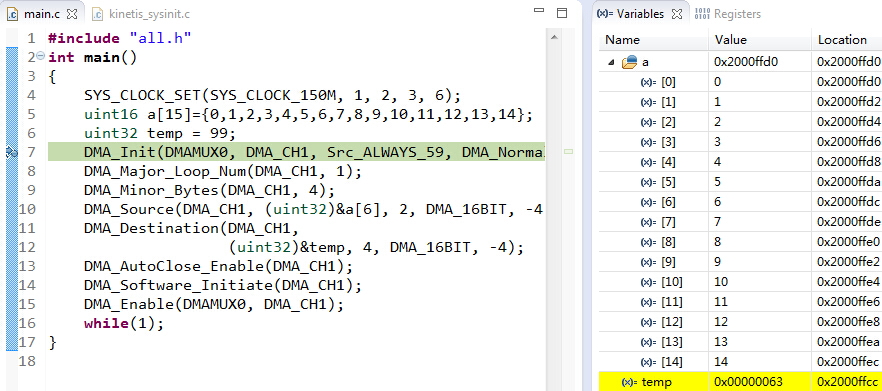 main.c kinetis_sysinit.c
1 #include "all.h"
2 int main()
3 {
4 SYS_CLOCK_SET(SYS_CLOCK_150M, 1, 2, 3, 6);
5 uint16 a[15]={0,1,2,3,4,5,6,7,8,9,10,11,12,13,14};
6 uint32 temp = 99;
7 DMA_Init(DMAMUX0, DMA_CH1, Src_ALWAYS_59, DMA_Norma
8 DMA_Major_Loop_Num(DMA_CH1, 1);
9 DMA_Minor_Bytes(DMA_CH1, 4);
10 DMA_Source(DMA_CH1, (uint32)&a[6], 2, DMA_16BIT, -4
11 DMA_Destination(DMA_CH1,
12 (uint32)&temp, 4, DMA_16BIT, -4);
13 DMA_AutoClose_Enable(DMA_CH1);
14 DMA_Software_Initiate(DMA_CH1);
15 DMA_Enable(DMAMUX0, DMA_CH1);
16 while(1);
17 }
18
(x)= Variables 1010 Registers
Name Value Location
a 0x2000ffd0 0x2000ffd0
(x)= [0] 0 0x2000ffd0
(x)= [1] 1 0x2000ffd2
(x)= [2] 2 0x2000ffd4
(x)= [3] 3 0x2000ffd6
(x)= [4] 4 0x2000ffd8
(x)= [5] 5 0x2000ffda
(x)= [6] 6 0x2000ffdc
(x)= [7] 7 0x2000ffde
(x)= [8] 8 0x2000ffe0
(x)= [9] 9 0x2000ffe2
(x)= [10] 10 0x2000ffe4
(x)= [11] 11 0x2000ffe6
(x)= [12] 12 0x2000ffe8
(x)= [13] 13 0x2000ffea
(x)= [14] 14 0x2000ffec
(x)= temp 0x00000063 0x2000ffcc